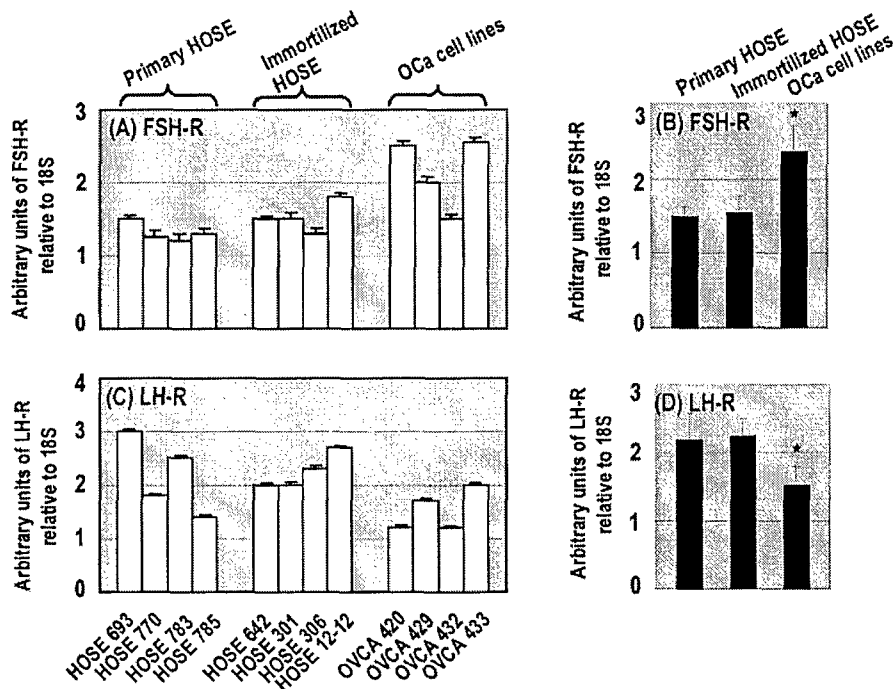 Primary HOSE
Immortilized
HOSE
OCa cell lines
(A) FSH-R
Arbitrary units of FSH-R
relative to 18S
3
2
1
0
Primary HOSE
Immortilized HOSE
OCa cell lines
(B) FSH-R
*
Arbitrary units of FSH-R
relative to 18S
3
2
1
0
(C) LH-R
Arbitrary units of LH-R
relative to 18S
4
3
2
1
0
HOSE 693
HOSE 770
HOSE 783
HOSE 785
HOSE 642
HOSE 301
HOSE 306
HOSE 12-12
OVCA 420
OVCA 429
OVCA 432
OVCA 433
(D) LH-R
*
Arbitrary units of LH-R
relative to 18S
3
2
1
0